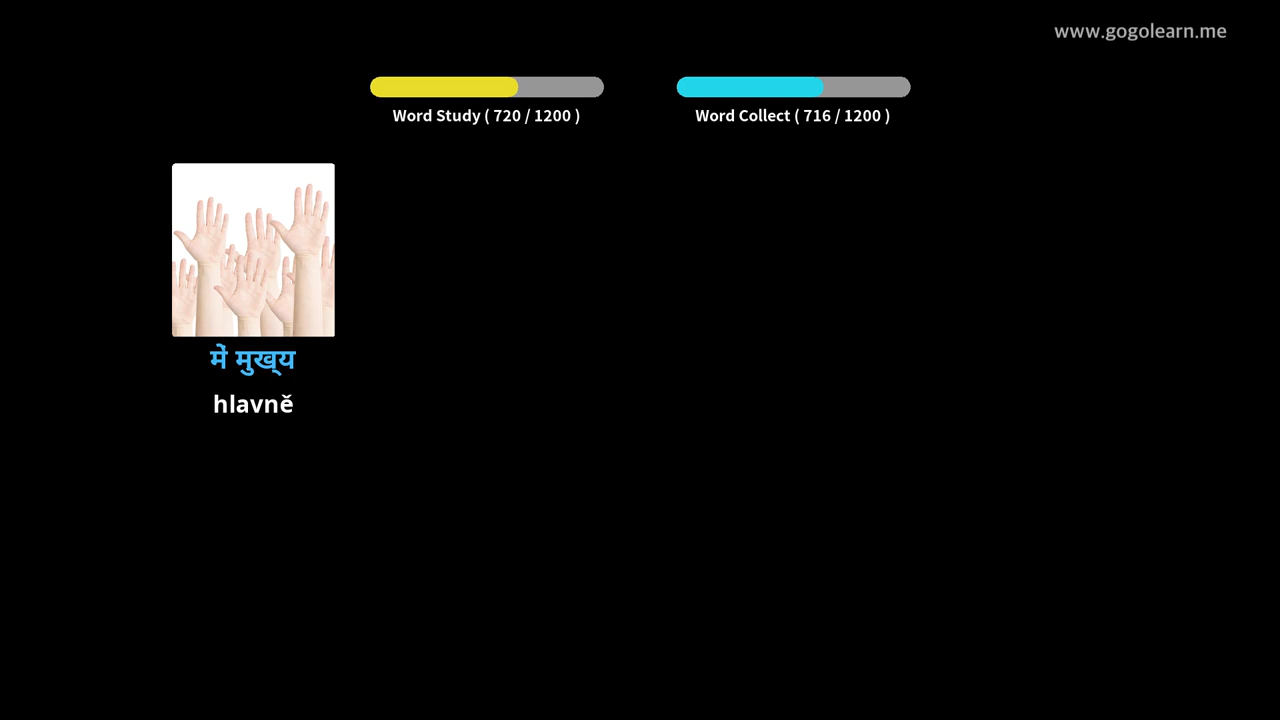 www.gogolearn.me
Word Study ( 720 / 1200 )
Word Collect ( 716 / 1200 )
में मुख्य
hlavně